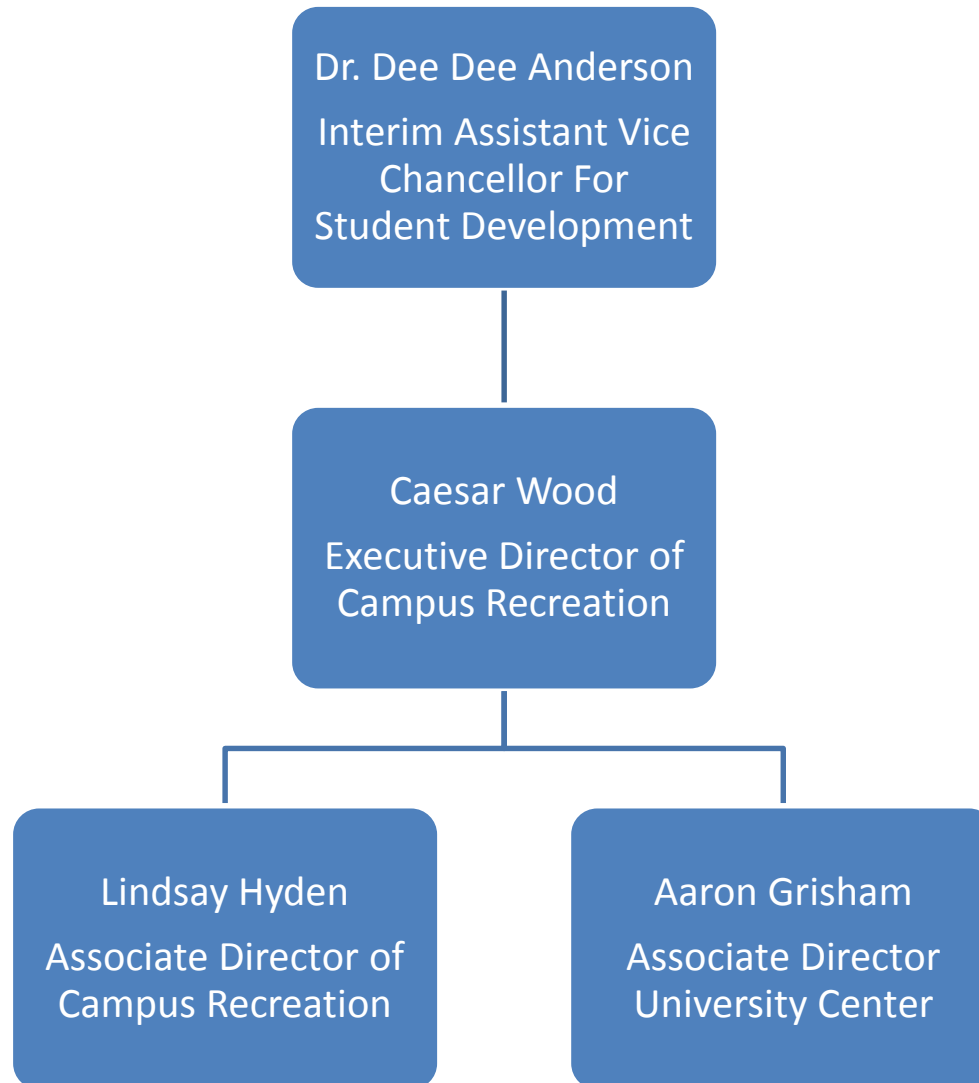 Dr. Dee Dee Anderson
Interim Assistant Vice
Chancellor For
Student Development
Caesar Wood
Executive Director of
Campus Recreation
Lindsay Hyden
Associate Director of
Campus Recreation
Aaron Grisham
Associate Director
University Center